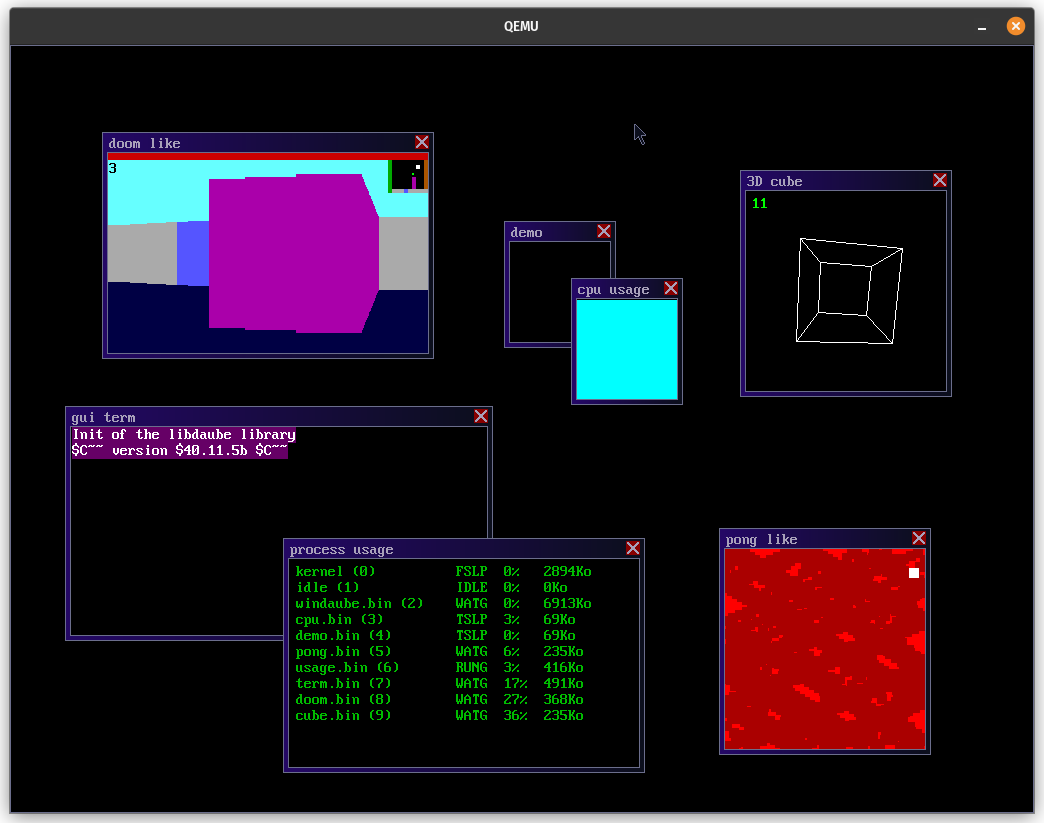 QEMU
doom like
3
3D cube
11
demo
cpu usage
gui term
Init of the libdaube library
$C~~ version $40.11.5b $C~~
process usage
kernel (0) FSLP 0% 2894Ko
idle (1) IDLE 0% 0Ko
windaube.bin (2) WATG 0% 6913Ko
cpu.bin (3) TSLP 3% 69Ko
demo.bin (4) TSLP 0% 69Ko
pong.bin (5) WATG 6% 235Ko
usage.bin (6) RUNG 3% 416Ko
term.bin (7) WATG 17% 491Ko
doom.bin (8) WATG 27% 368Ko
cube.bin (9) WATG 36% 235Ko
pong like